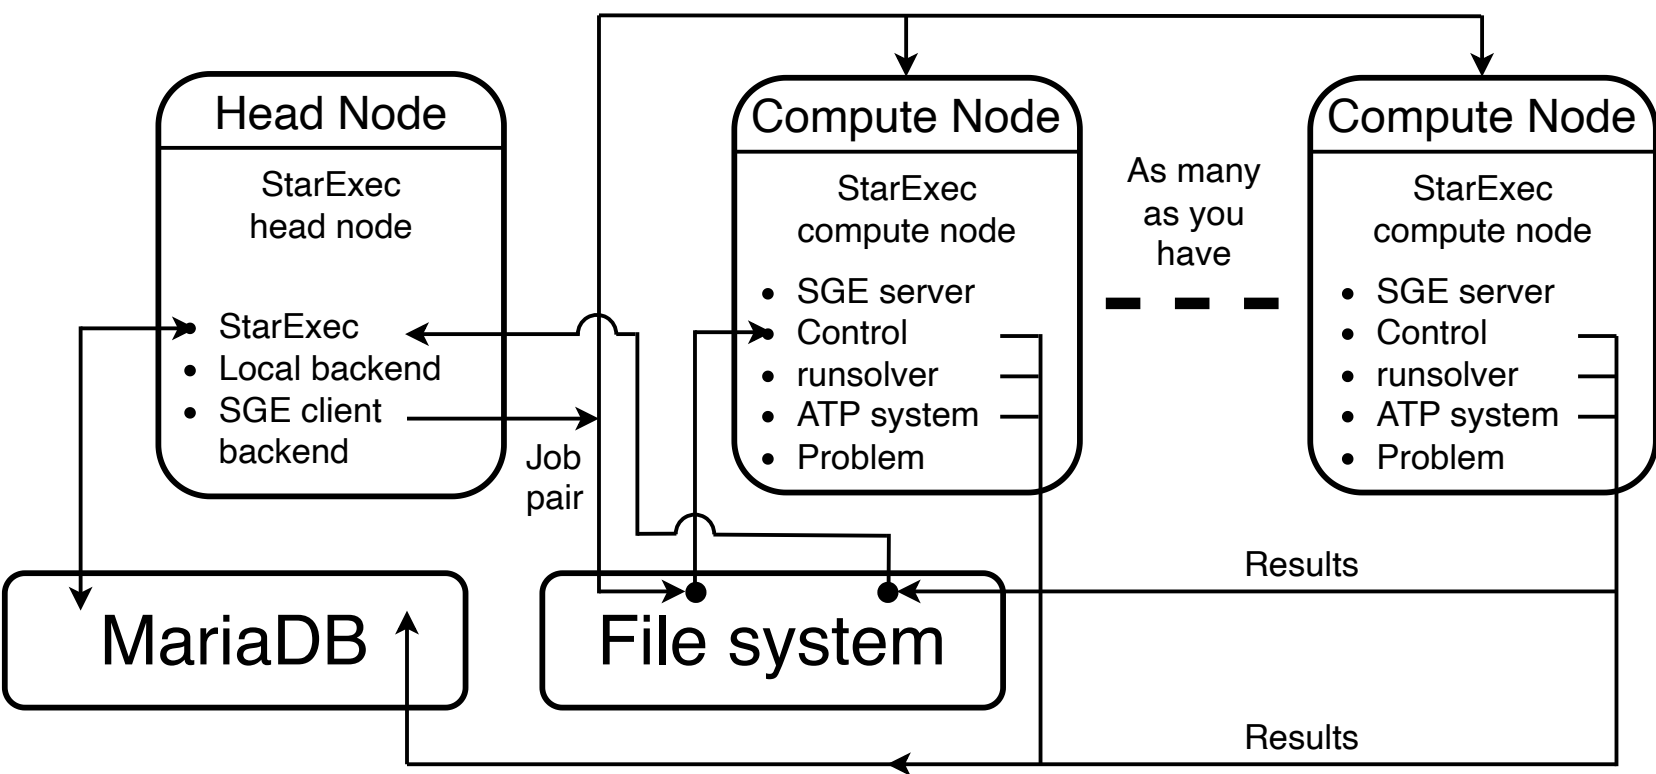 Head Node
StarExec
head node
• StarExec
• Local backend
• SGE client
backend
Job
pair
Compute Node
StarExec
compute node
• SGE server
• Control
• runsolver
• ATP system
• Problem
As many
as you
have
Compute Node
StarExec
compute node
• SGE server
• Control
• runsolver
• ATP system
• Problem
MariaDB
File system
Results
Results